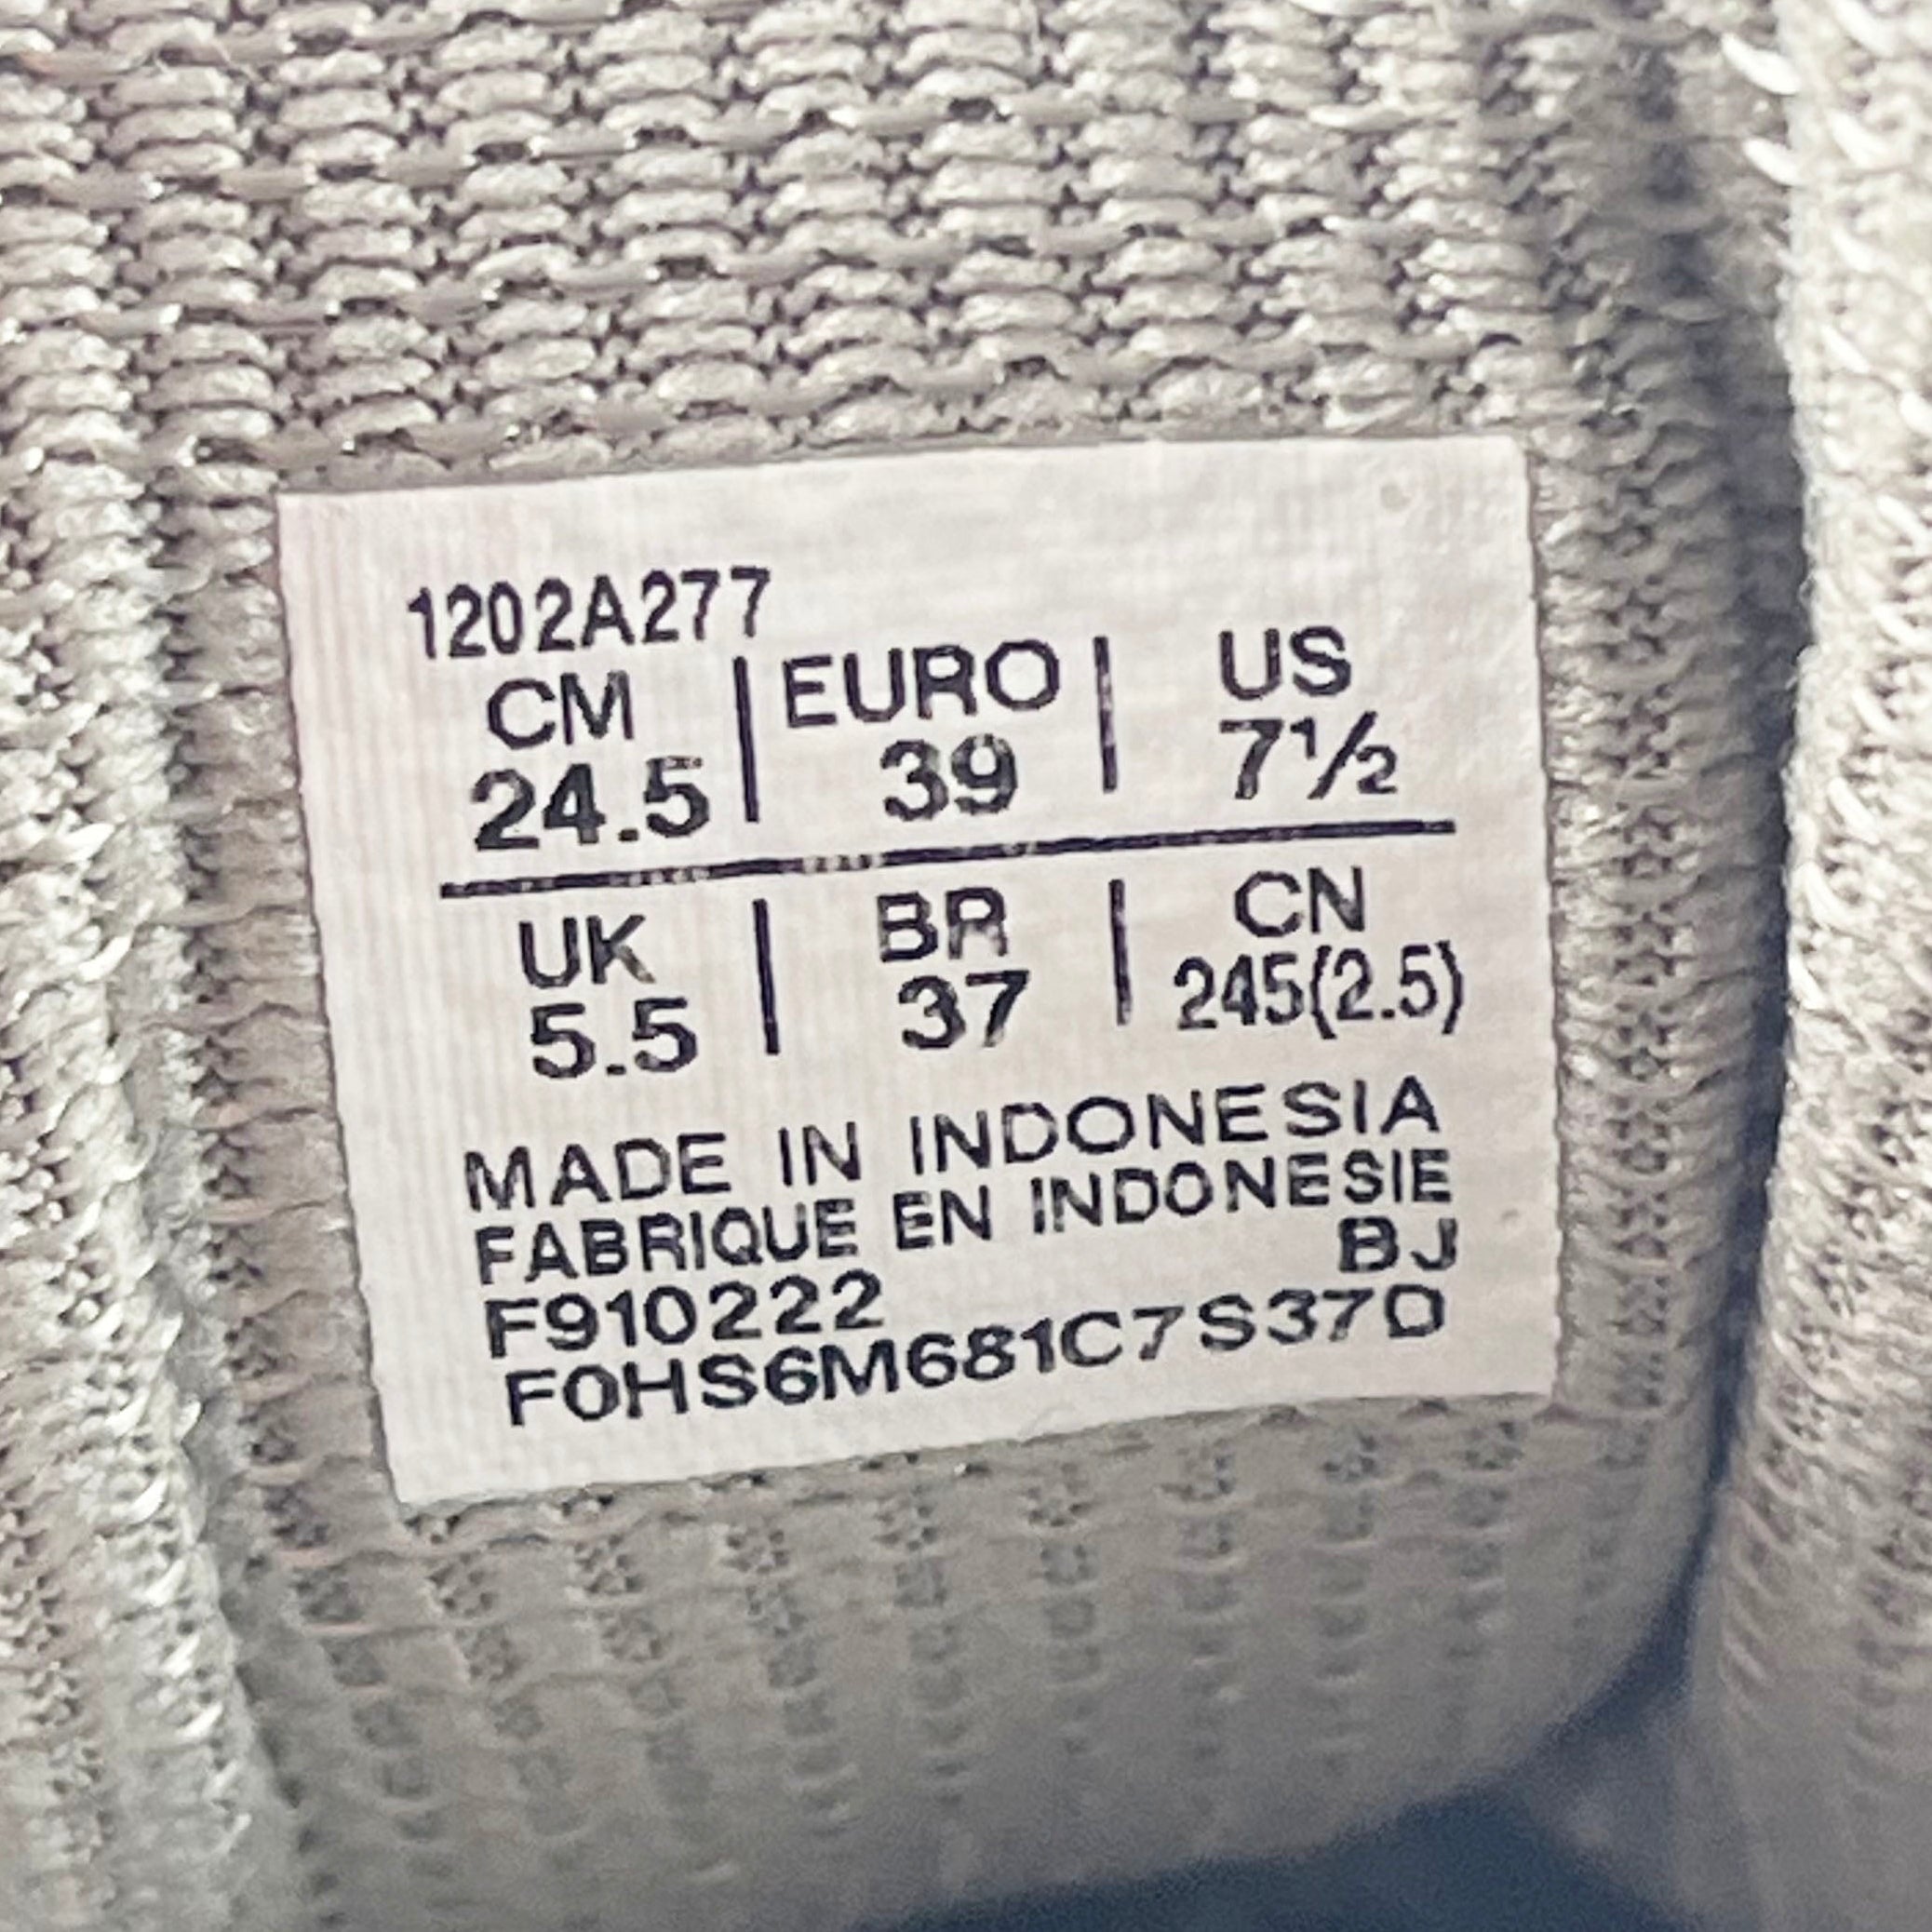 1202A277
CM | EURO | US
24.5 | 39 | 7½
UK | BR | CN
5.5 | 37 | 245(2.5)
MADE IN INDONESIA
FABRIQUE EN INDONESIE
BJ
F910222
F0HS6M681C7S37D